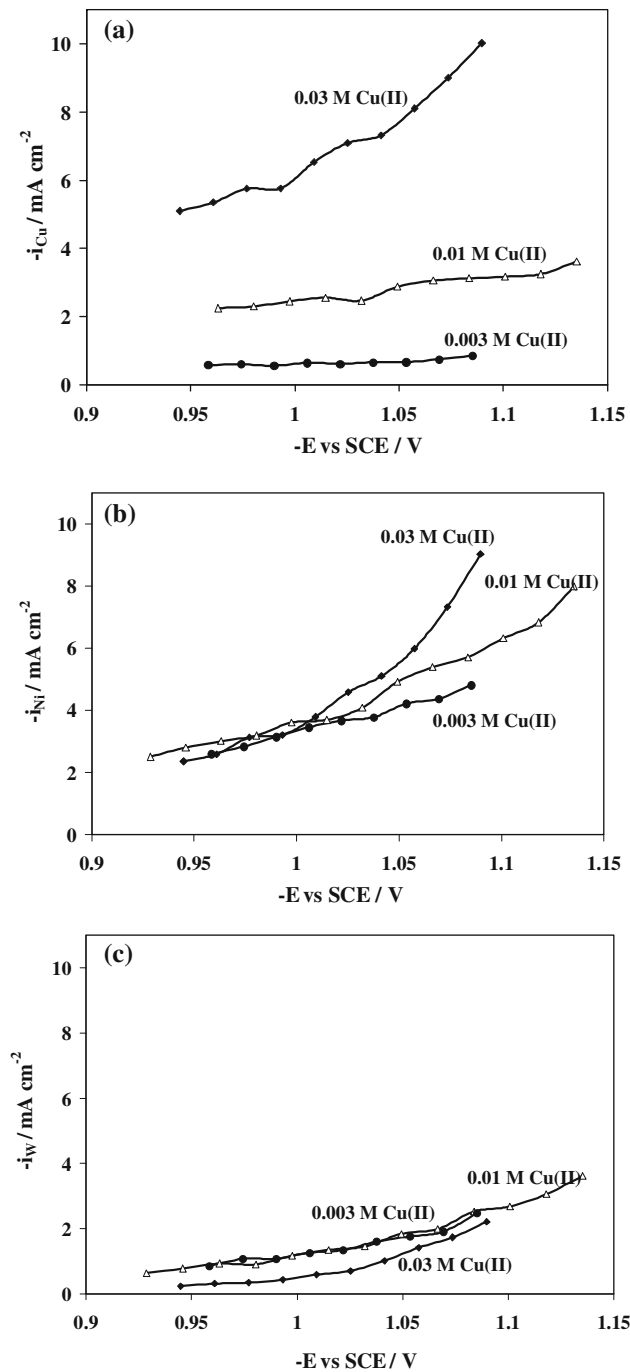 (a)
10
8
6
4
2
0
-i_Cu / mA cm⁻²
0.03 M Cu(II)
0.01 M Cu(II)
0.003 M Cu(II)
0.9 0.95 1 1.05 1.1 1.15
-E vs SCE / V
(b)
10
8
6
4
2
0
-i_Ni / mA cm⁻²
0.03 M Cu(II)
0.01 M Cu(II)
0.003 M Cu(II)
0.9 0.95 1 1.05 1.1 1.15
-E vs SCE / V
(c)
10
8
6
4
2
0
-i_W / mA cm⁻²
0.01 M Cu(II)
0.003 M Cu(II)
0.03 M Cu(II)
0.9 0.95 1 1.05 1.1 1.15
-E vs SCE / V